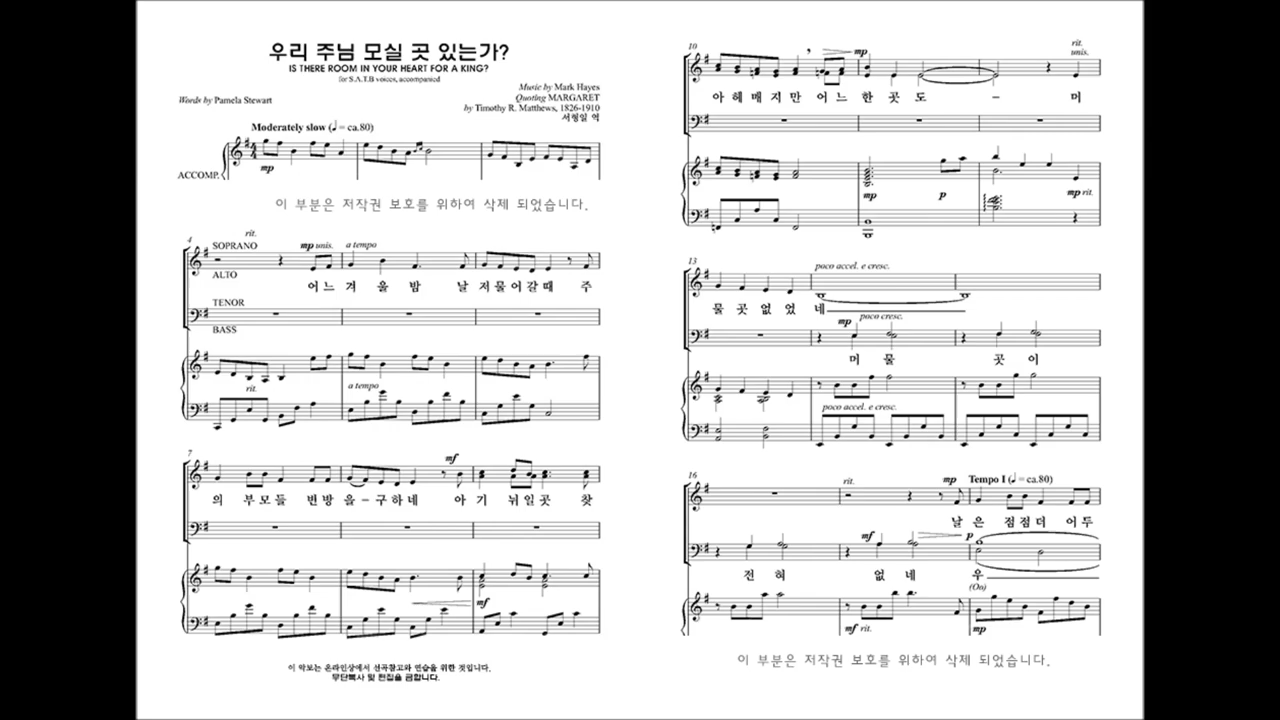 우리 주님 모실 곳 있는가?
IS THERE ROOM IN YOUR HEART FOR A KING?
for S.A.T.B voices, accompanied
Words by Pamela Stewart
Music by Mark Hayes
Quoting MARGARET
by Timothy R. Matthews, 1826-1910
서형일 역
Moderately slow (♩= ca.80)
ACCOMP.
mp
이 부분은 저작권 보호를 위하여 삭제 되었습니다.
4
rit.
SOPRANO
mp unis.
a tempo
ALTO
어느 겨 울 밤 날 저물어갈때 주
TENOR
BASS
rit.
a tempo
7
mf
의 부모들 빈방 을-구하네 아기 뉘일곳 찾
mf
이 악보는 온라인상에서 선곡참고와 연습을 위한 것입니다.
무단복사 및 편집을 금합니다.
10
mp
rit.
unis.
아헤매지만 어느 한곳도 - 머
mp
p
mp rit.
13
poco accel. e cresc.
물 곳 없었 네
mp
poco cresc.
머 물 곳 이
poco accel. e cresc.
16
rit.
mp
Tempo I (♩= ca.80)
날 은 점점더 어두
mf
p
전 혀 없 네 우
(Oo)
mf rit.
mp
이 부분은 저작권 보호를 위하여 삭제 되었습니다.